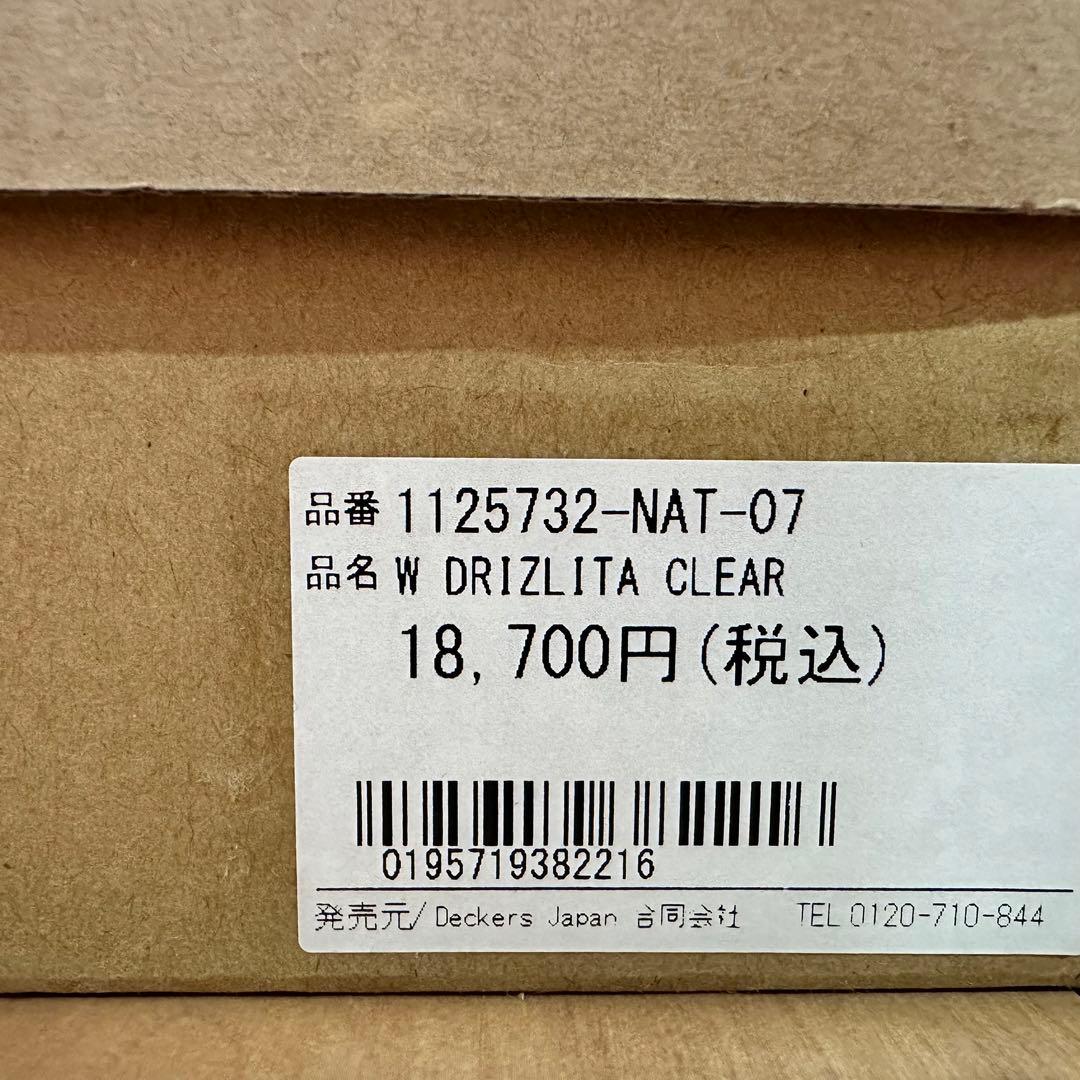 品番 1125732-NAT-07
品名 W DRIZLITA CLEAR
18,700円(税込)
0195719382216
発売元/Deckers Japan 合同会社 TEL 0120-710-844